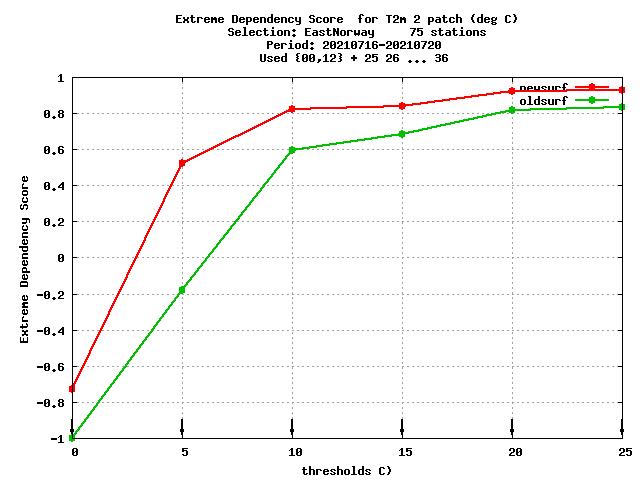 Extreme Dependency Score  for T2m 2 patch (deg C)
Selection: EastNorway     75 stations
Period: 20210716-20210720
Used {00,12} + 25 26 ... 36
newsurf
oldsurf
1
0.8
0.6
0.4
0.2
0
-0.2
-0.4
-0.6
-0.8
-1
Extreme Dependency Score
0 5 10 15 20 25
thresholds C)